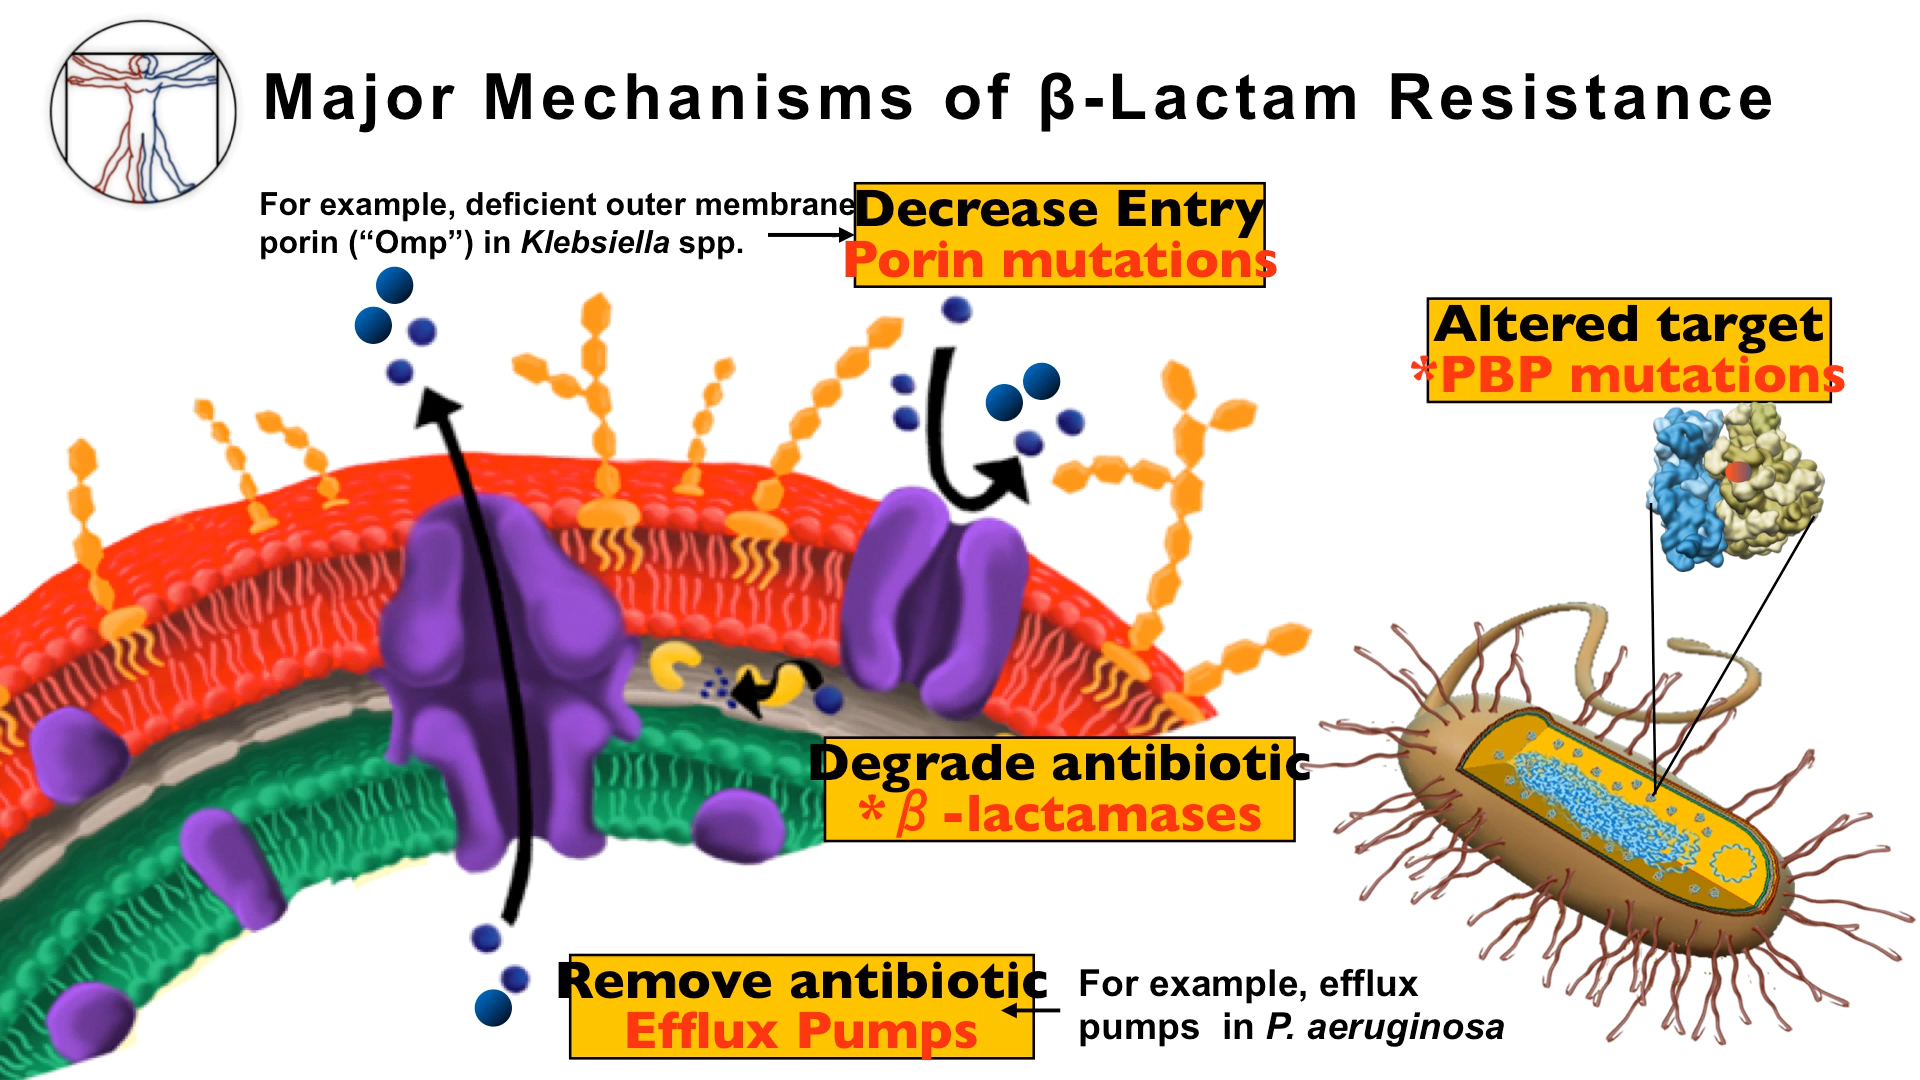 Major Mechanisms of β-Lactam Resistance
For example, deficient outer membrane
porin (“Omp”) in Klebsiella spp.
Decrease Entry
Porin mutations
Altered target
*PBP mutations
Degrade antibiotic
*β-lactamases
Remove antibiotic
Efflux Pumps
For example, efflux
pumps in P. aeruginosa